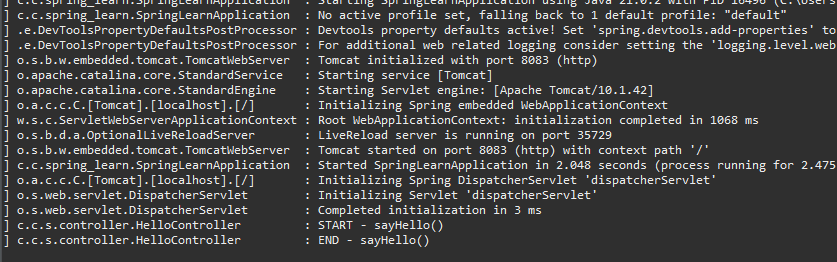 ] c.c.spring_learn.SpringLearnApplication : Starting SpringLearnApplication using Java 21.0.2 with PID 16496 (C:\Users
] c.c.spring_learn.SpringLearnApplication : No active profile set, falling back to 1 default profile: "default"
] .e.DevToolsPropertyDefaultsPostProcessor : Devtools property defaults active! Set 'spring.devtools.add-properties' to
] .e.DevToolsPropertyDefaultsPostProcessor : For additional web related logging consider setting the 'logging.level.web
] o.s.b.w.embedded.tomcat.TomcatWebServer : Tomcat initialized with port 8083 (http)
] o.apache.catalina.core.StandardService : Starting service [Tomcat]
] o.apache.catalina.core.StandardEngine : Starting Servlet engine: [Apache Tomcat/10.1.42]
] o.a.c.c.C.[Tomcat].[localhost].[/] : Initializing Spring embedded WebApplicationContext
] w.s.c.ServletWebServerApplicationContext : Root WebApplicationContext: initialization completed in 1068 ms
] o.s.b.d.a.OptionalLiveReloadServer : LiveReload server is running on port 35729
] o.s.b.w.embedded.tomcat.TomcatWebServer : Tomcat started on port 8083 (http) with context path '/'
] c.c.spring_learn.SpringLearnApplication : Started SpringLearnApplication in 2.048 seconds (process running for 2.475
] o.a.c.c.C.[Tomcat].[localhost].[/] : Initializing Spring DispatcherServlet 'dispatcherServlet'
] o.s.web.servlet.DispatcherServlet : Initializing Servlet 'dispatcherServlet'
] o.s.web.servlet.DispatcherServlet : Completed initialization in 3 ms
] c.c.s.controller.HelloController : START - sayHello()
] c.c.s.controller.HelloController : END - sayHello()